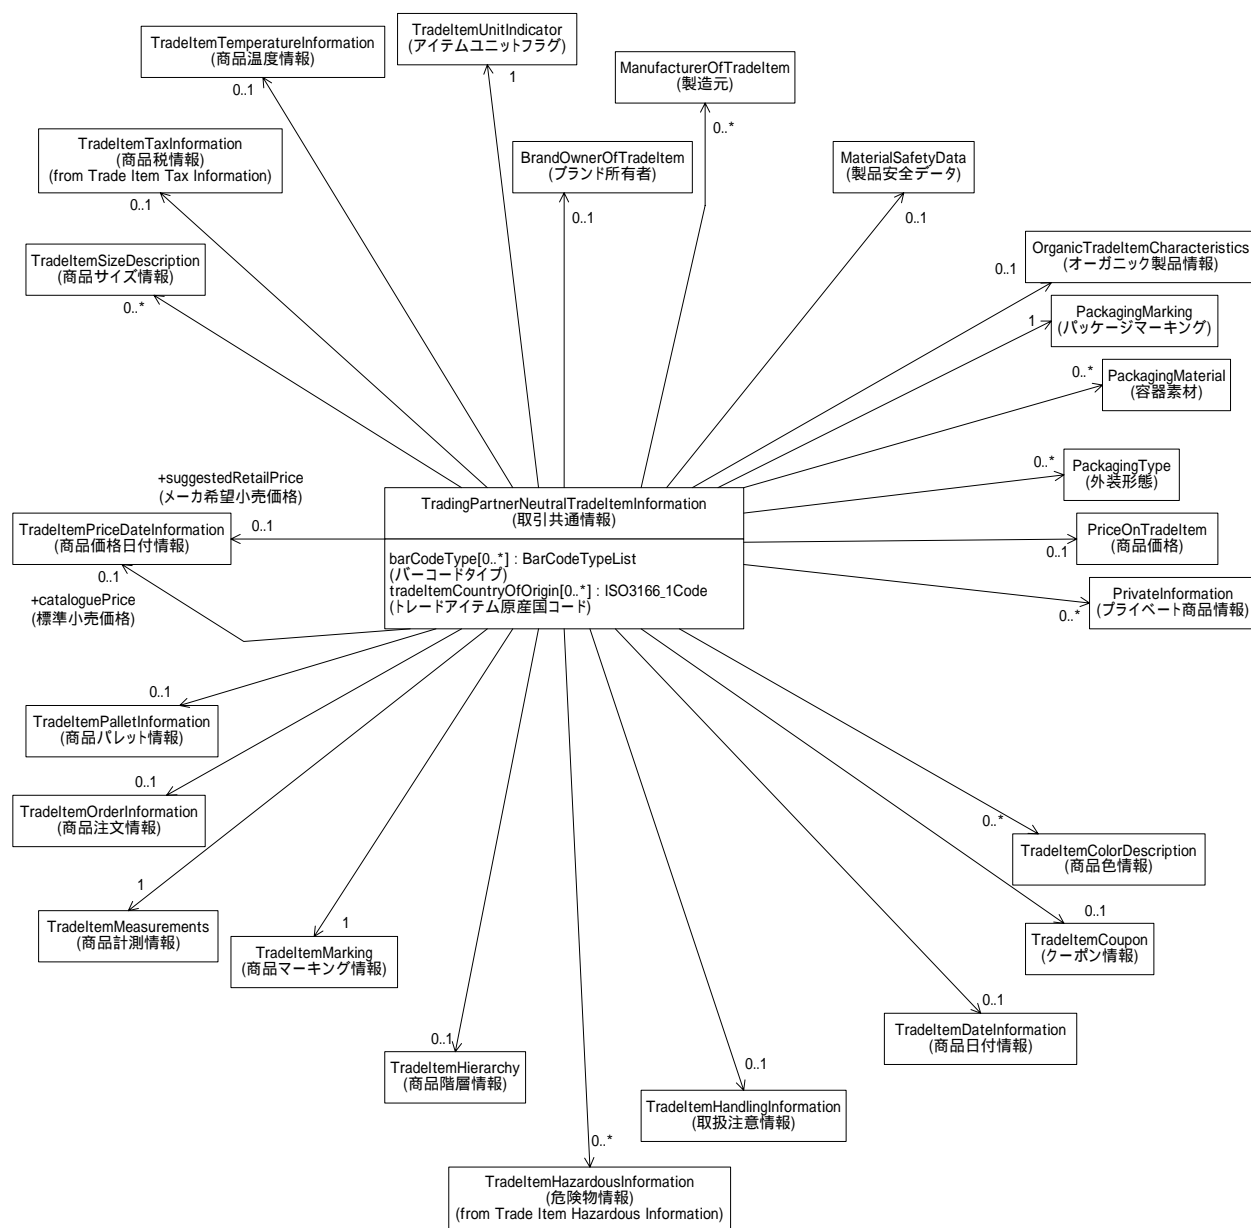 TradeItemUnitIndicator
(アイテムユニットフラグ)
1
TradeItemTemperatureInformation
(商品温度情報)
0..1
ManufacturerOfTradeItem
(製造元)
0..*
TradeItemTaxInformation
(商品税情報)
(from Trade Item Tax Information)
0..1
BrandOwnerOfTradeItem
(ブランド所有者)
0..1
MaterialSafetyData
(製品安全データ)
0..1
TradeItemSizeDescription
(商品サイズ情報)
0..*
OrganicTradeItemCharacteristics
(オーガニック製品情報)
0..1
PackagingMarking
(パッケージマーキング)
1
PackagingMaterial
(容器素材)
0..*
PackagingType
(外装形態)
0..*
+suggestedRetailPrice
(メーカ希望小売価格)
TradingPartnerNeutralTradeItemInformation
(取引共通情報)
barCodeType[0..*] : BarCodeTypeList
(バーコードタイプ)
tradeItemCountryOfOrigin[0..*] : ISO3166_1Code
(トレードアイテム原産国コード)
TradeItemPriceDateInformation
(商品価格日付情報)
0..1
0..1
+cataloguePrice
(標準小売価格)
PriceOnTradeItem
(商品価格)
0..1
PrivateInformation
(プライベート商品情報)
0..*
0..1
TradeItemPalletInformation
(商品パレット情報)
0..1
TradeItemOrderInformation
(商品注文情報)
1
TradeItemMeasurements
(商品計測情報)
1
TradeItemMarking
(商品マーキング情報)
0..*
TradeItemColorDescription
(商品色情報)
0..1
TradeItemCoupon
(クーポン情報)
0..1
TradeItemDateInformation
(商品日付情報)
0..1
TradeItemHierarchy
(商品階層情報)
0..1
TradeItemHandlingInformation
(取扱注意情報)
0..*
TradeItemHazardousInformation
(危険物情報)
(from Trade Item Hazardous Information)